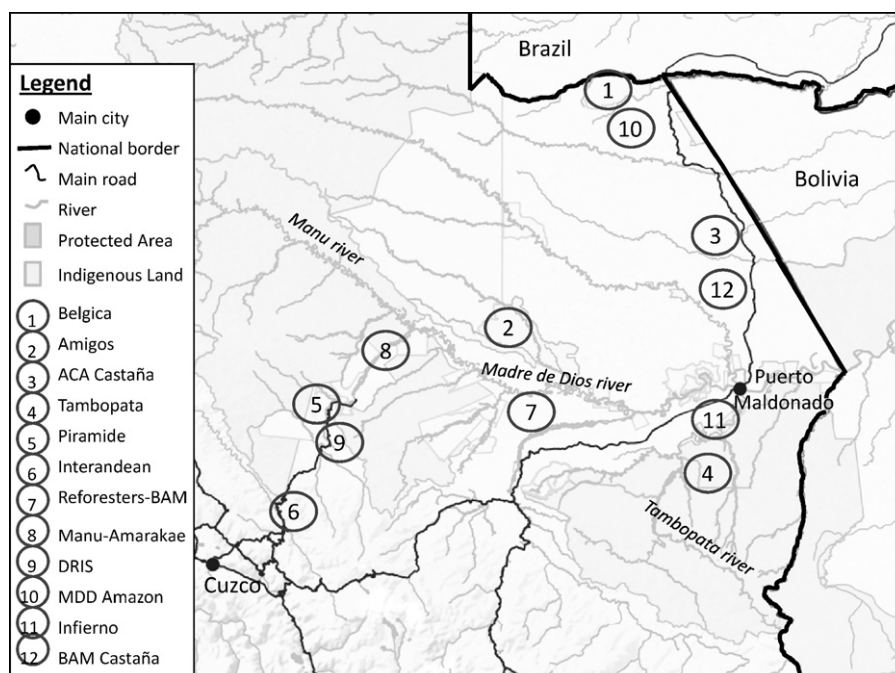 Legend
Main city
National border
Main road
River
Protected Area
Indigenous Land
1 Belgica
2 Amigos
3 ACA Castaña
4 Tambopata
5 Piramide
6 Interandean
7 Reforesters-BAM
8 Manu-Amarakae
9 DRIS
10 MDD Amazon
11 Infierno
12 BAM Castaña
Brazil
1
10
Bolivia
3
Manu river
12
2
8
Madre de Dios river
Puerto
Maldonado
5
7
11
9
4
6
Tambopata river
Cuzco